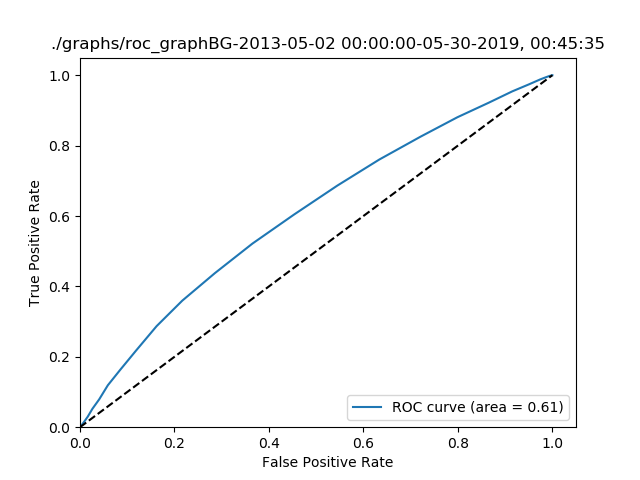 ./graphs/roc_graphBG-2013-05-02 00:00:00-05-30-2019, 00:45:35
1.0
0.8
0.6
0.4
0.2
0.0
True Positive Rate
ROC curve (area = 0.61)
0.0 0.2 0.4 0.6 0.8 1.0
False Positive Rate